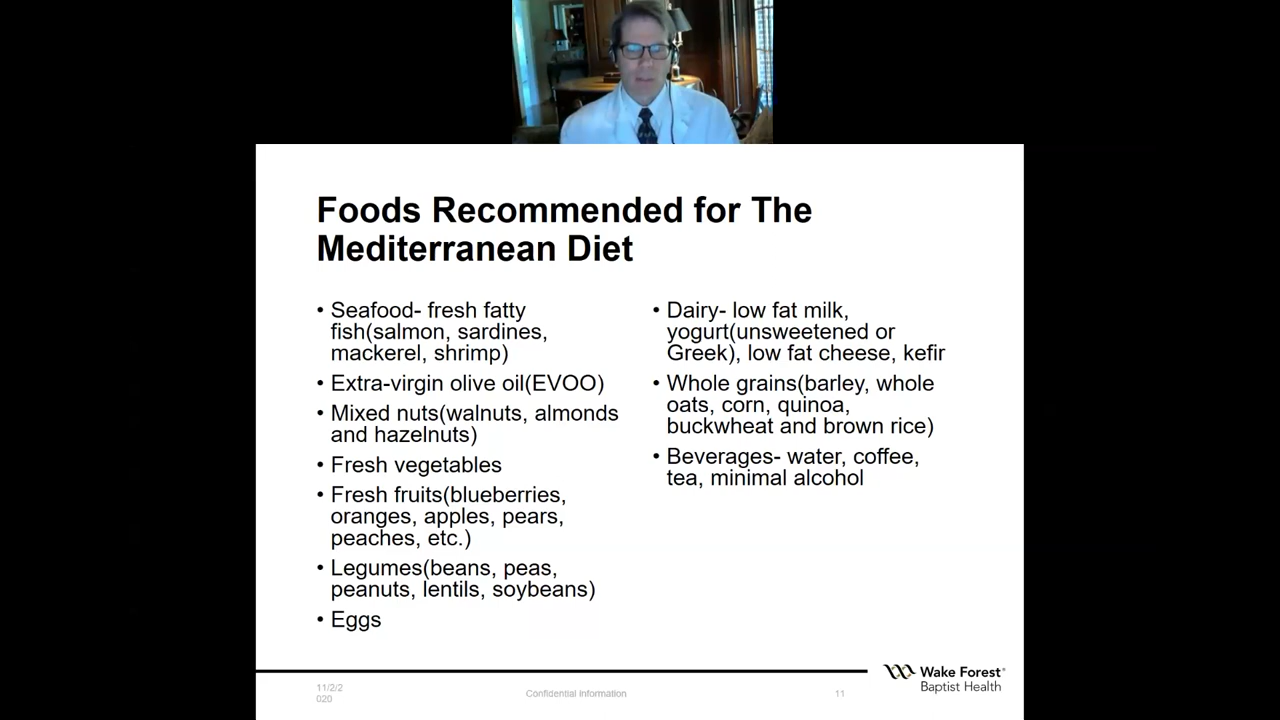 Foods Recommended for The
Mediterranean Diet
• Seafood- fresh fatty
fish(salmon, sardines,
mackerel, shrimp)
• Extra-virgin olive oil(EVOO)
• Mixed nuts(walnuts, almonds
and hazelnuts)
• Fresh vegetables
• Fresh fruits(blueberries,
oranges, apples, pears,
peaches, etc.)
• Legumes(beans, peas,
peanuts, lentils, soybeans)
• Eggs
• Dairy- low fat milk,
yogurt(unsweetened or
Greek), low fat cheese, kefir
• Whole grains(barley, whole
oats, corn, quinoa,
buckwheat and brown rice)
• Beverages- water, coffee,
tea, minimal alcohol
11/2/2
020
Confidential Information
11
Wake Forest®
Baptist Health